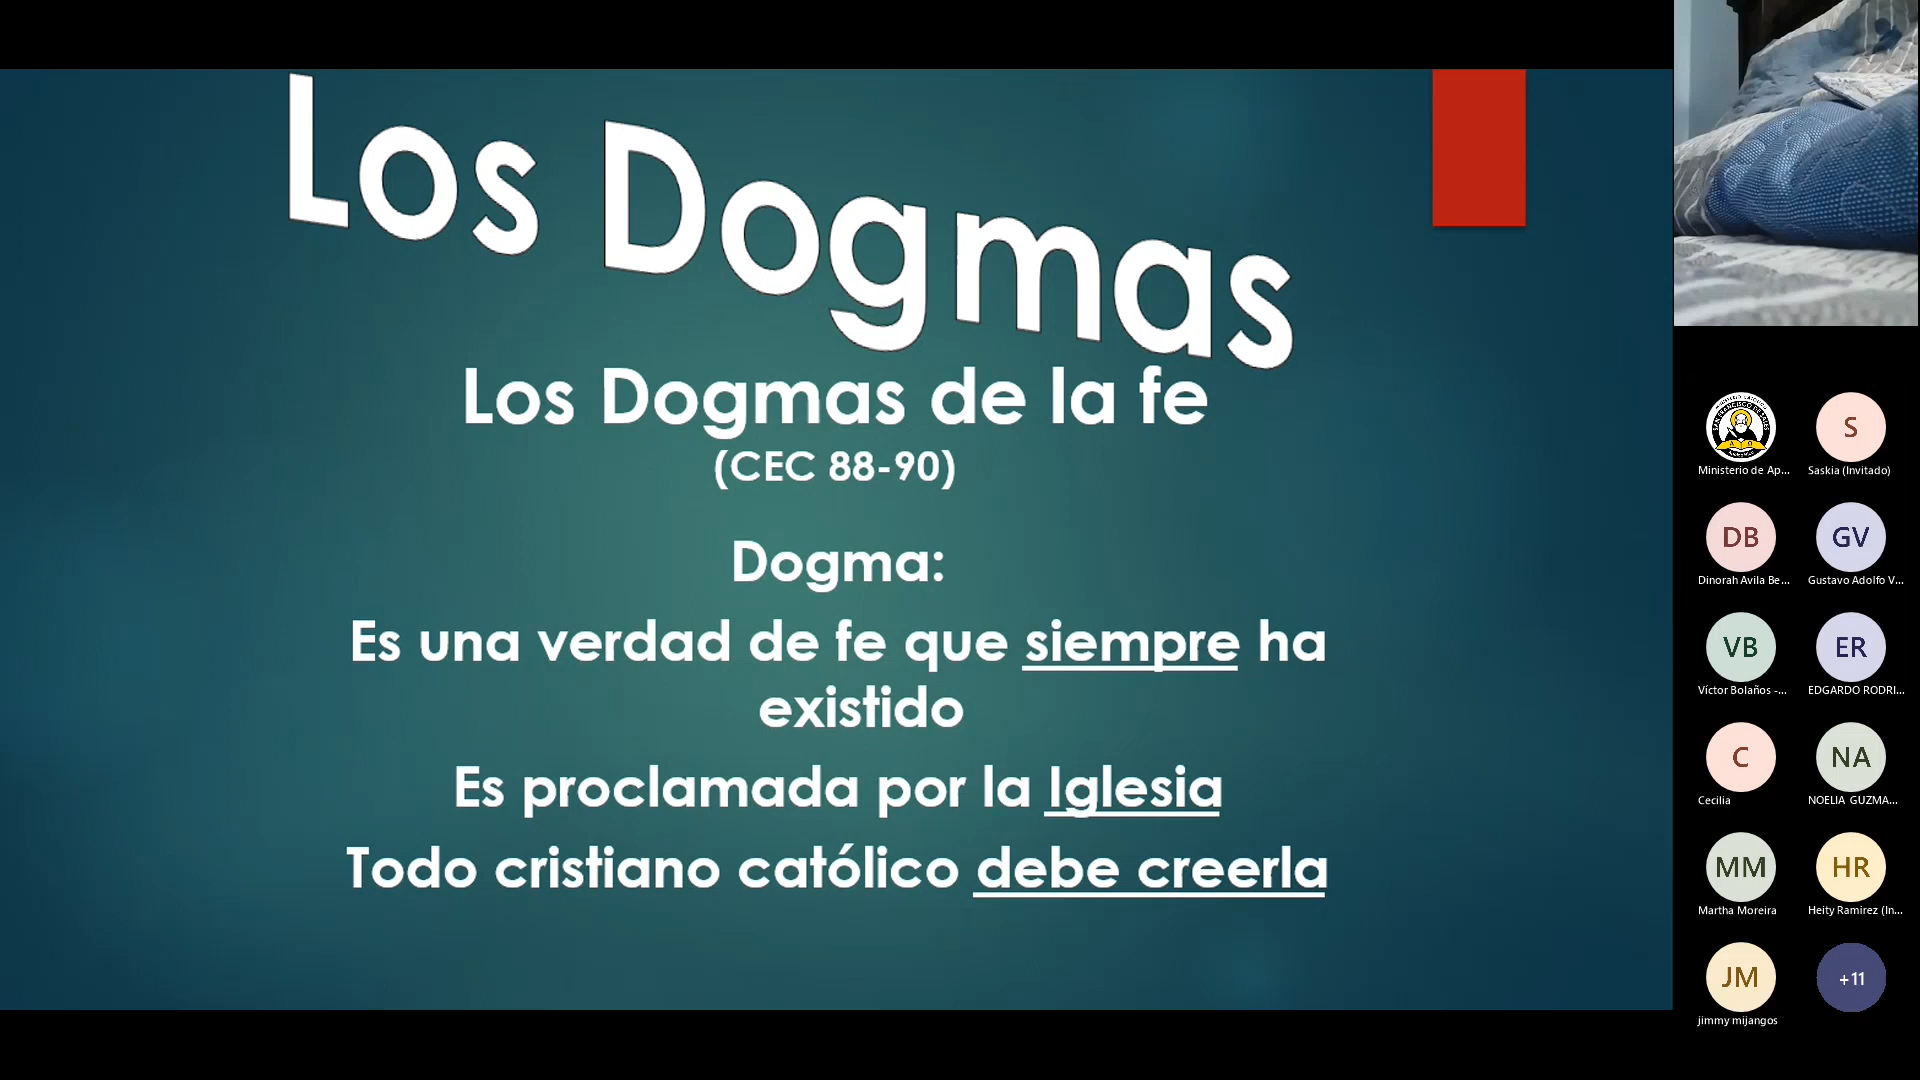 Los Dogmas
Los Dogmas de la fe
(CEC 88-90)
Dogma:
Es una verdad de fe que siempre ha
existido
Es proclamada por la Iglesia
Todo cristiano católico debe creerla
Ministerio de Ap...
S
Saskia (Invitado)
DB
Dinorah Avila Be...
GV
Gustavo Adolfo V...
VB
Víctor Bolaños -...
ER
EDGARDO RODRI...
C
Cecilia
NA
NOELIA GUZMA...
MM
Martha Moreira
HR
Heity Ramirez (In...
JM
jimmy mijangos
+11